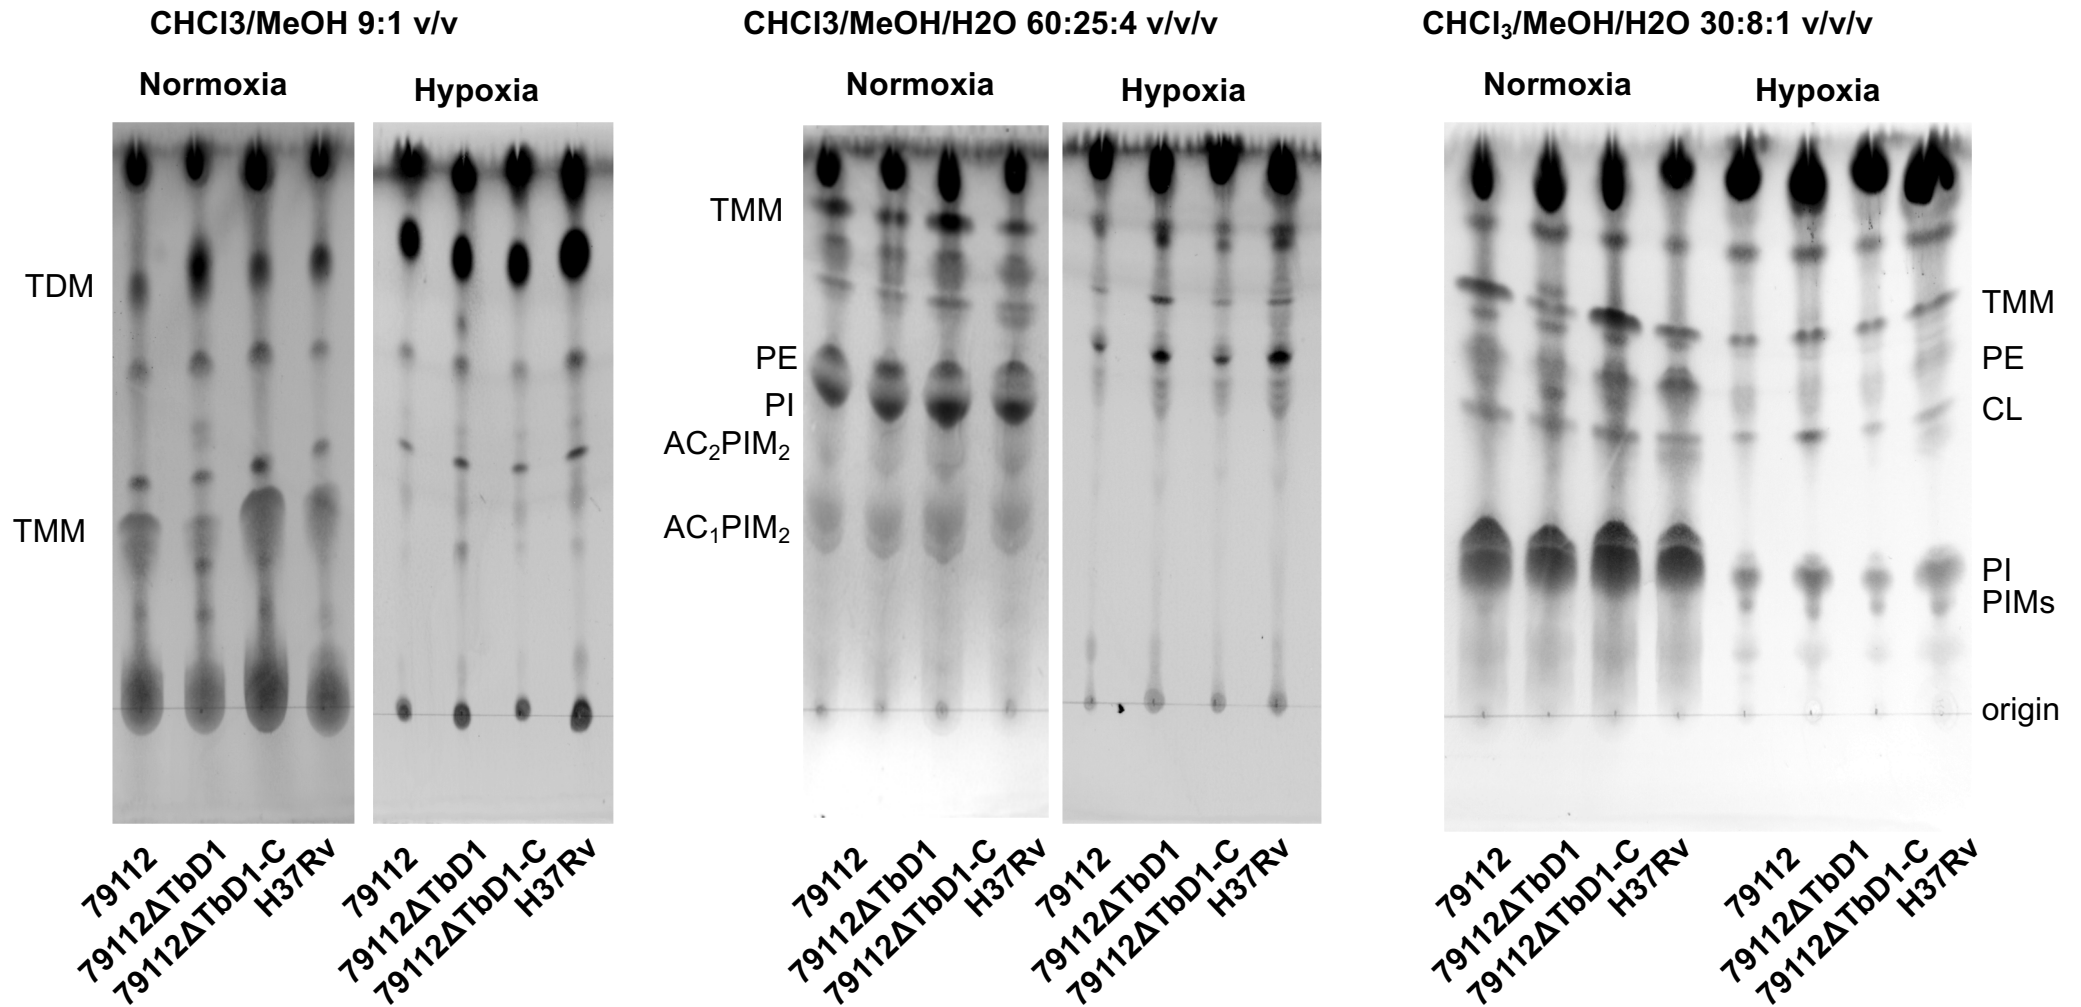 CHCl3/MeOH 9:1 v/v
Normoxia
Hypoxia
TDM
TMM
79112
79112ΔTbD1
79112ΔTbD1-C
H37Rv
79112
79112ΔTbD1
79112ΔTbD1-C
H37Rv
CHCl3/MeOH/H2O 60:25:4 v/v/v
Normoxia
Hypoxia
TMM
PE
PI
AC₂PIM₂
AC₁PIM₂
79112
79112ΔTbD1
79112ΔTbD1-C
H37Rv
79112
79112ΔTbD1
79112ΔTbD1-C
H37Rv
CHCl₃/MeOH/H2O 30:8:1 v/v/v
Normoxia
Hypoxia
TMM
PE
CL
PI
PIMs
origin
79112
79112ΔTbD1
79112ΔTbD1-C
H37Rv
79112
79112ΔTbD1
79112ΔTbD1-C
H37Rv